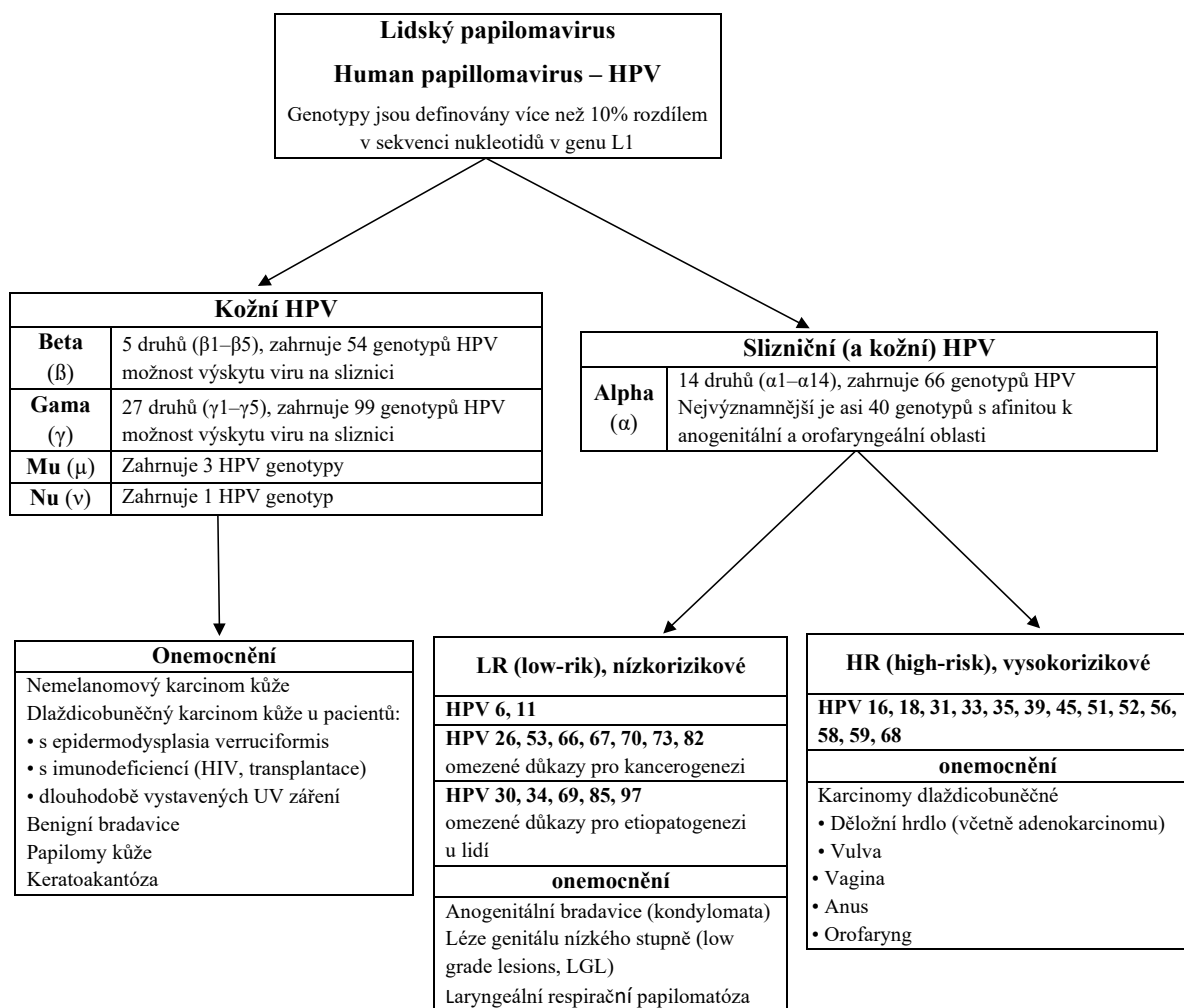 Lidský papilomavirus
Human papillomavirus – HPV
Genotypy jsou definovány více než 10% rozdílem
v sekvenci nukleotidů v genu L1
Kožní HPV
Beta
(ß)
5 druhů (β1–β5), zahrnuje 54 genotypů HPV
možnost výskytu viru na sliznici
Gama
(γ)
27 druhů (γ1–γ5), zahrnuje 99 genotypů HPV
možnost výskytu viru na sliznici
Mu (μ) Zahrnuje 3 HPV genotypy
Nu (ν) Zahrnuje 1 HPV genotyp
Slizniční (a kožní) HPV
Alpha
(α)
14 druhů (α1–α14), zahrnuje 66 genotypů HPV
Nejvýznamnější je asi 40 genotypů s afinitou k
anogenitální a orofaryngeální oblasti
Onemocnění
Nemelanomový karcinom kůže
Dlaždicobuněčný karcinom kůže u pacientů:
• s epidermodysplasia verruciformis
• s imunodeficiencí (HIV, transplantace)
• dlouhodobě vystavených UV záření
Benigní bradavice
Papilomy kůže
Keratoakantóza
LR (low-rik), nízkorizikové
HPV 6, 11
HPV 26, 53, 66, 67, 70, 73, 82
omezené důkazy pro kancerogenezi
HPV 30, 34, 69, 85, 97
omezené důkazy pro etiopatogenezi
u lidí
onemocnění
Anogenitální bradavice (kondylomata)
Léze genitálu nízkého stupně (low
grade lesions, LGL)
Laryngeální respirační papilomatóza
HR (high-risk), vysokorizikové
HPV 16, 18, 31, 33, 35, 39, 45, 51, 52, 56,
58, 59, 68
onemocnění
Karcinomy dlaždicobuněčné
• Děložní hrdlo (včetně adenokarcinomu)
• Vulva
• Vagina
• Anus
• Orofaryng